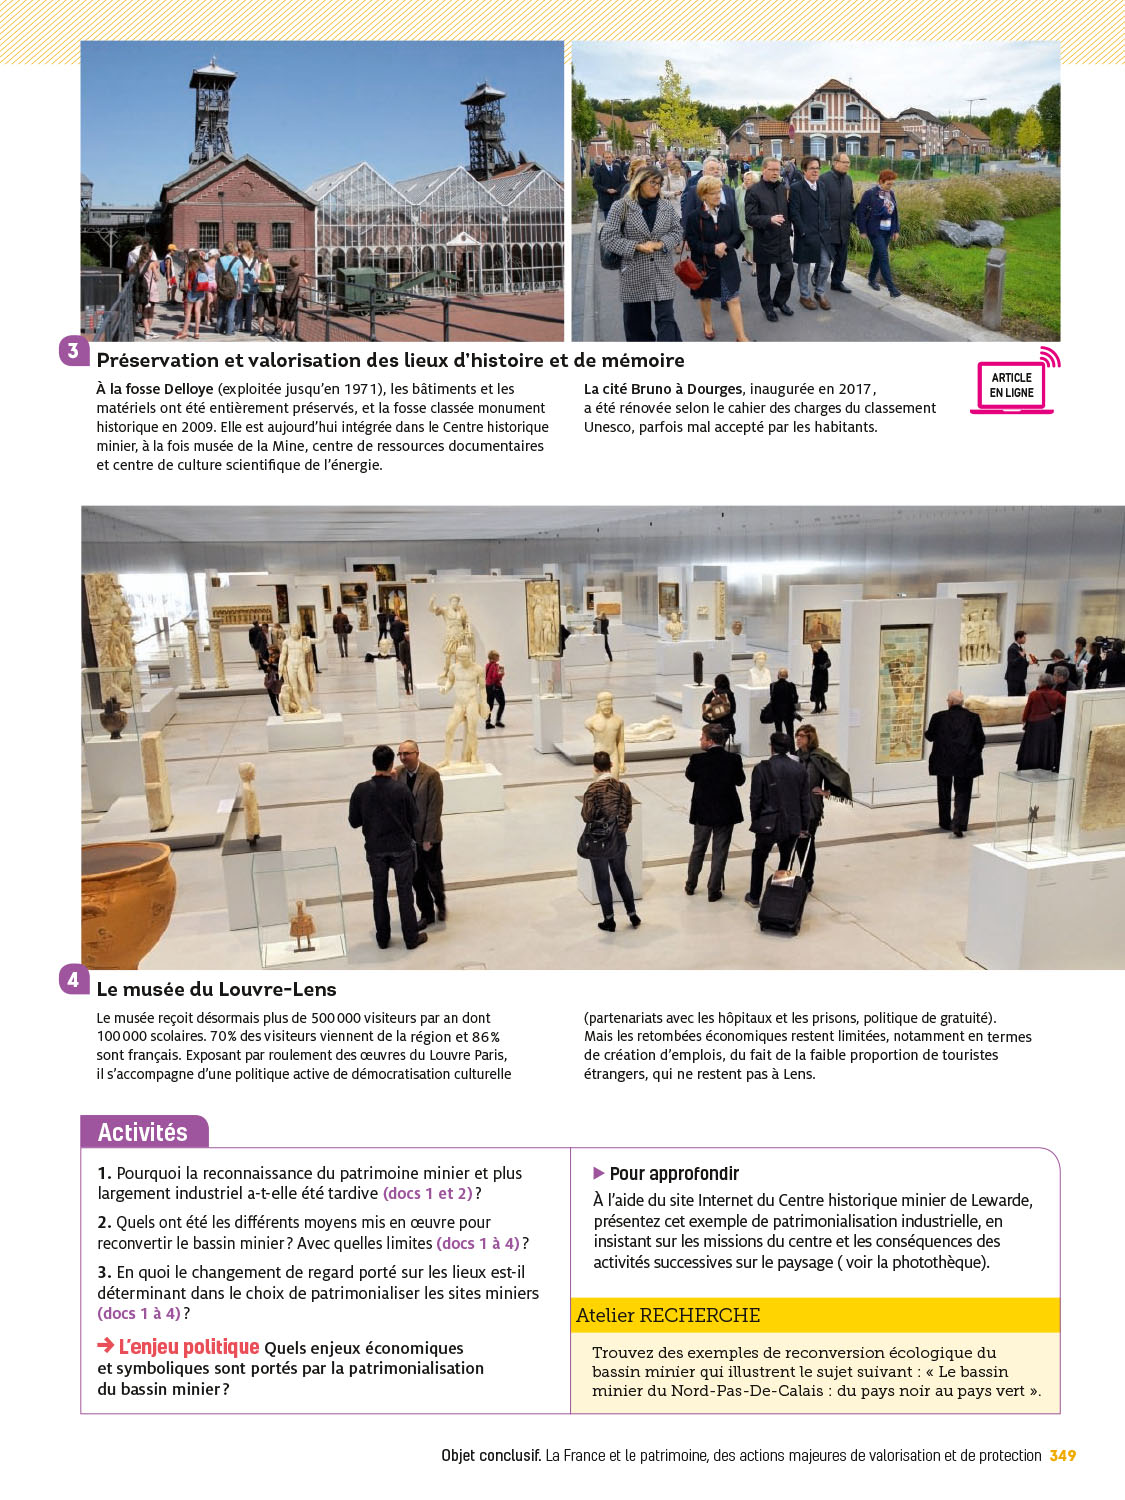 3
Préservation et valorisation des lieux d'histoire et de mémoire
À la fosse Delloye (exploitée jusqu'en 1971), les bâtiments et les
matériels ont été entièrement préservés, et la fosse classée monument
historique en 2009. Elle est aujourd'hui intégrée dans le Centre historique
minier, à la fois musée de la Mine, centre de ressources documentaires
et centre de culture scientifique de l'énergie.
La cité Bruno à Dourges, inaugurée en 2017,
a été rénovée selon le cahier des charges du classement
Unesco, parfois mal accepté par les habitants.
ARTICLE
EN LIGNE
4
Le musée du Louvre-Lens
Le musée reçoit désormais plus de 500 000 visiteurs par an dont
100 000 scolaires. 70 % des visiteurs viennent de la région et 86 %
sont français. Exposant par roulement des œuvres du Louvre Paris,
il s'accompagne d'une politique active de démocratisation culturelle
(partenariats avec les hôpitaux et les prisons, politique de gratuité).
Mais les retombées économiques restent limitées, notamment en termes
de création d'emplois, du fait de la faible proportion de touristes
étrangers, qui ne restent pas à Lens.
Activités
1. Pourquoi la reconnaissance du patrimoine minier et plus
largement industriel a-t-elle été tardive (docs 1 et 2) ?
2. Quels ont été les différents moyens mis en œuvre pour
reconvertir le bassin minier ? Avec quelles limites (docs 1 à 4) ?
3. En quoi le changement de regard porté sur les lieux est-il
déterminant dans le choix de patrimonialiser les sites miniers
(docs 1 à 4) ?
→ L'enjeu politique Quels enjeux économiques
et symboliques sont portés par la patrimonialisation
du bassin minier ?
▶ Pour approfondir
À l'aide du site Internet du Centre historique minier de Lewarde,
présentez cet exemple de patrimonialisation industrielle, en
insistant sur les missions du centre et les conséquences des
activités successives sur le paysage ( voir la photothèque).
Atelier RECHERCHE
Trouvez des exemples de reconversion écologique du
bassin minier qui illustrent le sujet suivant : « Le bassin
minier du Nord-Pas-De-Calais : du pays noir au pays vert ».
Objet conclusif. La France et le patrimoine, des actions majeures de valorisation et de protection 349